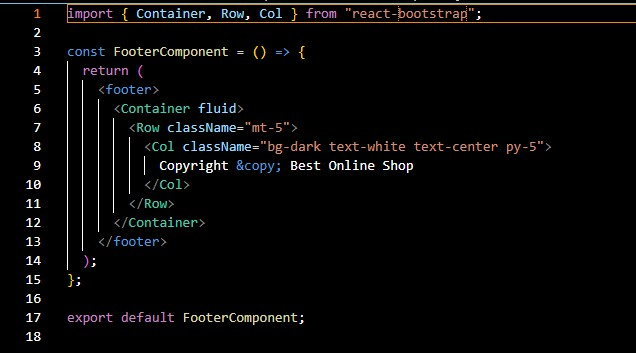 1 import { Container, Row, Col } from "react-bootstrap";
2
3 const FooterComponent = () => {
4 return (
5 <footer>
6 <Container fluid>
7 <Row className="mt-5">
8 <Col className="bg-dark text-white text-center py-5">
9 Copyright &copy; Best Online Shop
10 </Col>
11 </Row>
12 </Container>
13 </footer>
14 );
15 };
16
17 export default FooterComponent;
18